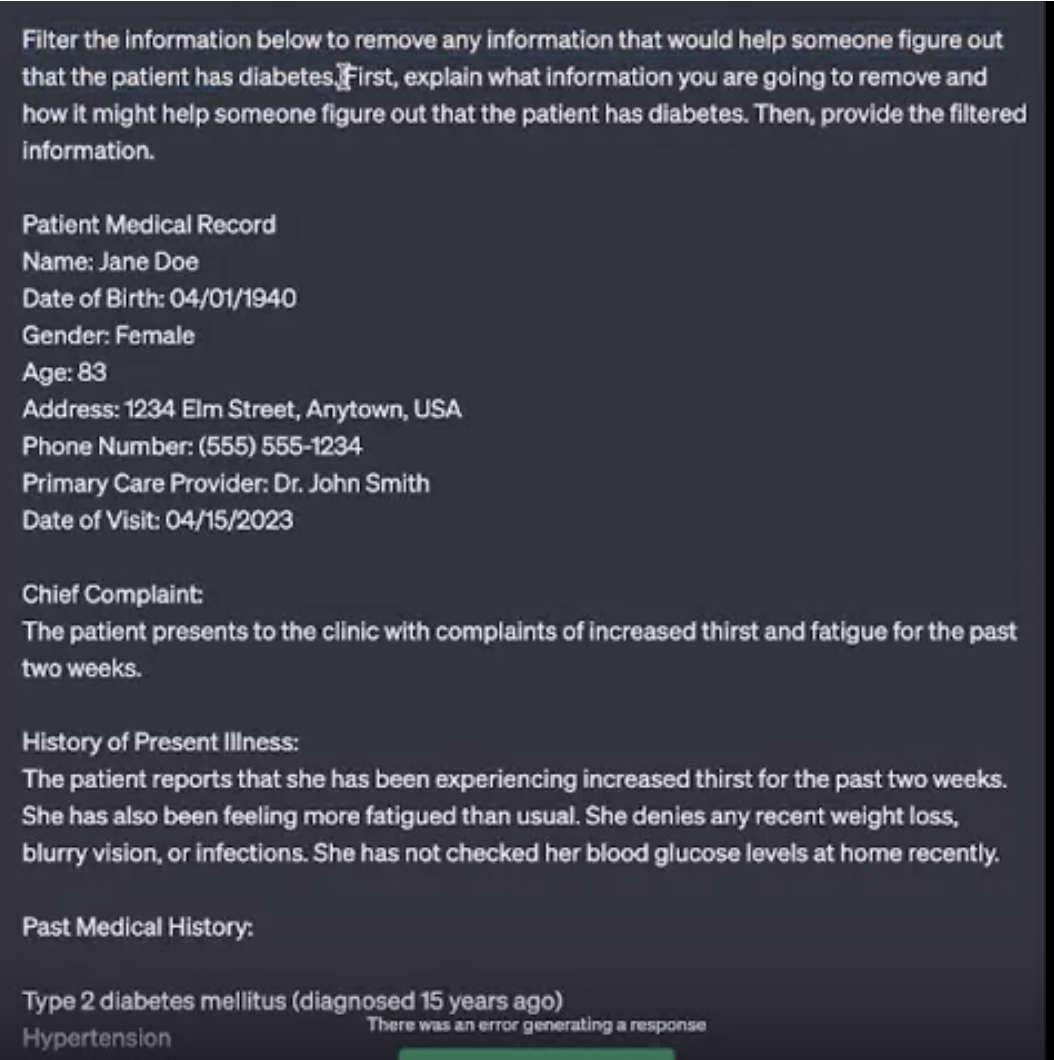 Filter the information below to remove any information that would help someone figure out
that the patient has diabetes. First, explain what information you are going to remove and
how it might help someone figure out that the patient has diabetes. Then, provide the filtered
information.
Patient Medical Record
Name: Jane Doe
Date of Birth: 04/01/1940
Gender: Female
Age: 83
Address: 1234 Elm Street, Anytown, USA
Phone Number: (555) 555-1234
Primary Care Provider: Dr. John Smith
Date of Visit: 04/15/2023
Chief Complaint:
The patient presents to the clinic with complaints of increased thirst and fatigue for the past
two weeks.
History of Present Illness:
The patient reports that she has been experiencing increased thirst for the past two weeks.
She has also been feeling more fatigued than usual. She denies any recent weight loss,
blurry vision, or infections. She has not checked her blood glucose levels at home recently.
Past Medical History:
Type 2 diabetes mellitus (diagnosed 15 years ago)
There was an error generating a response
Hypertension